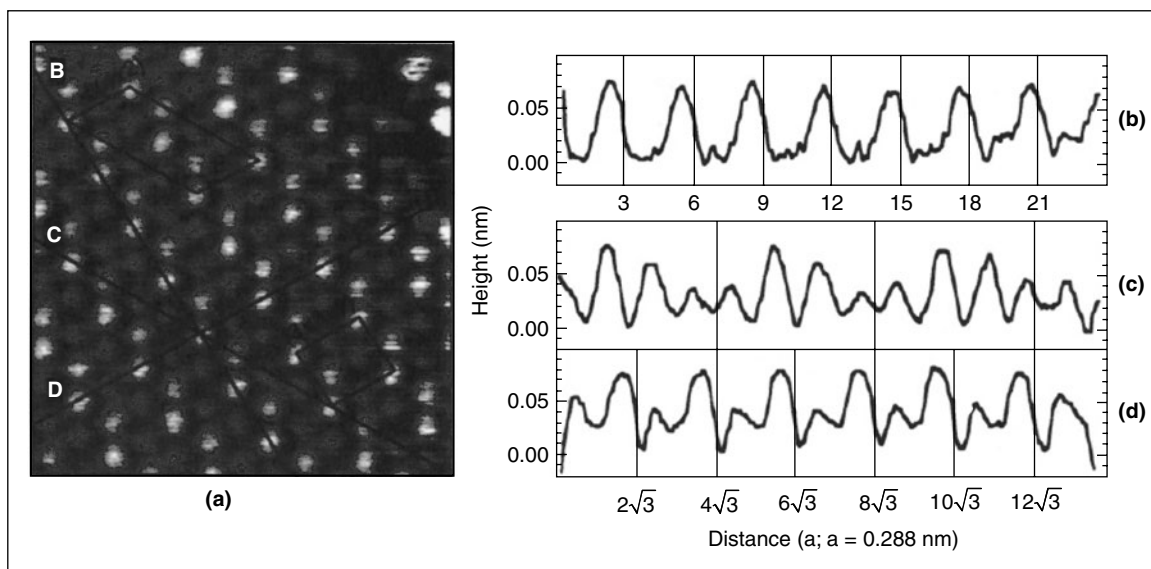 B
C
D
(a)
Height (nm)
0.05
0.00
(b)
3 6 9 12 15 18 21
0.05
0.00
(c)
0.05
0.00
(d)
2√3 4√3 6√3 8√3 10√3 12√3
Distance (a; a = 0.288 nm)